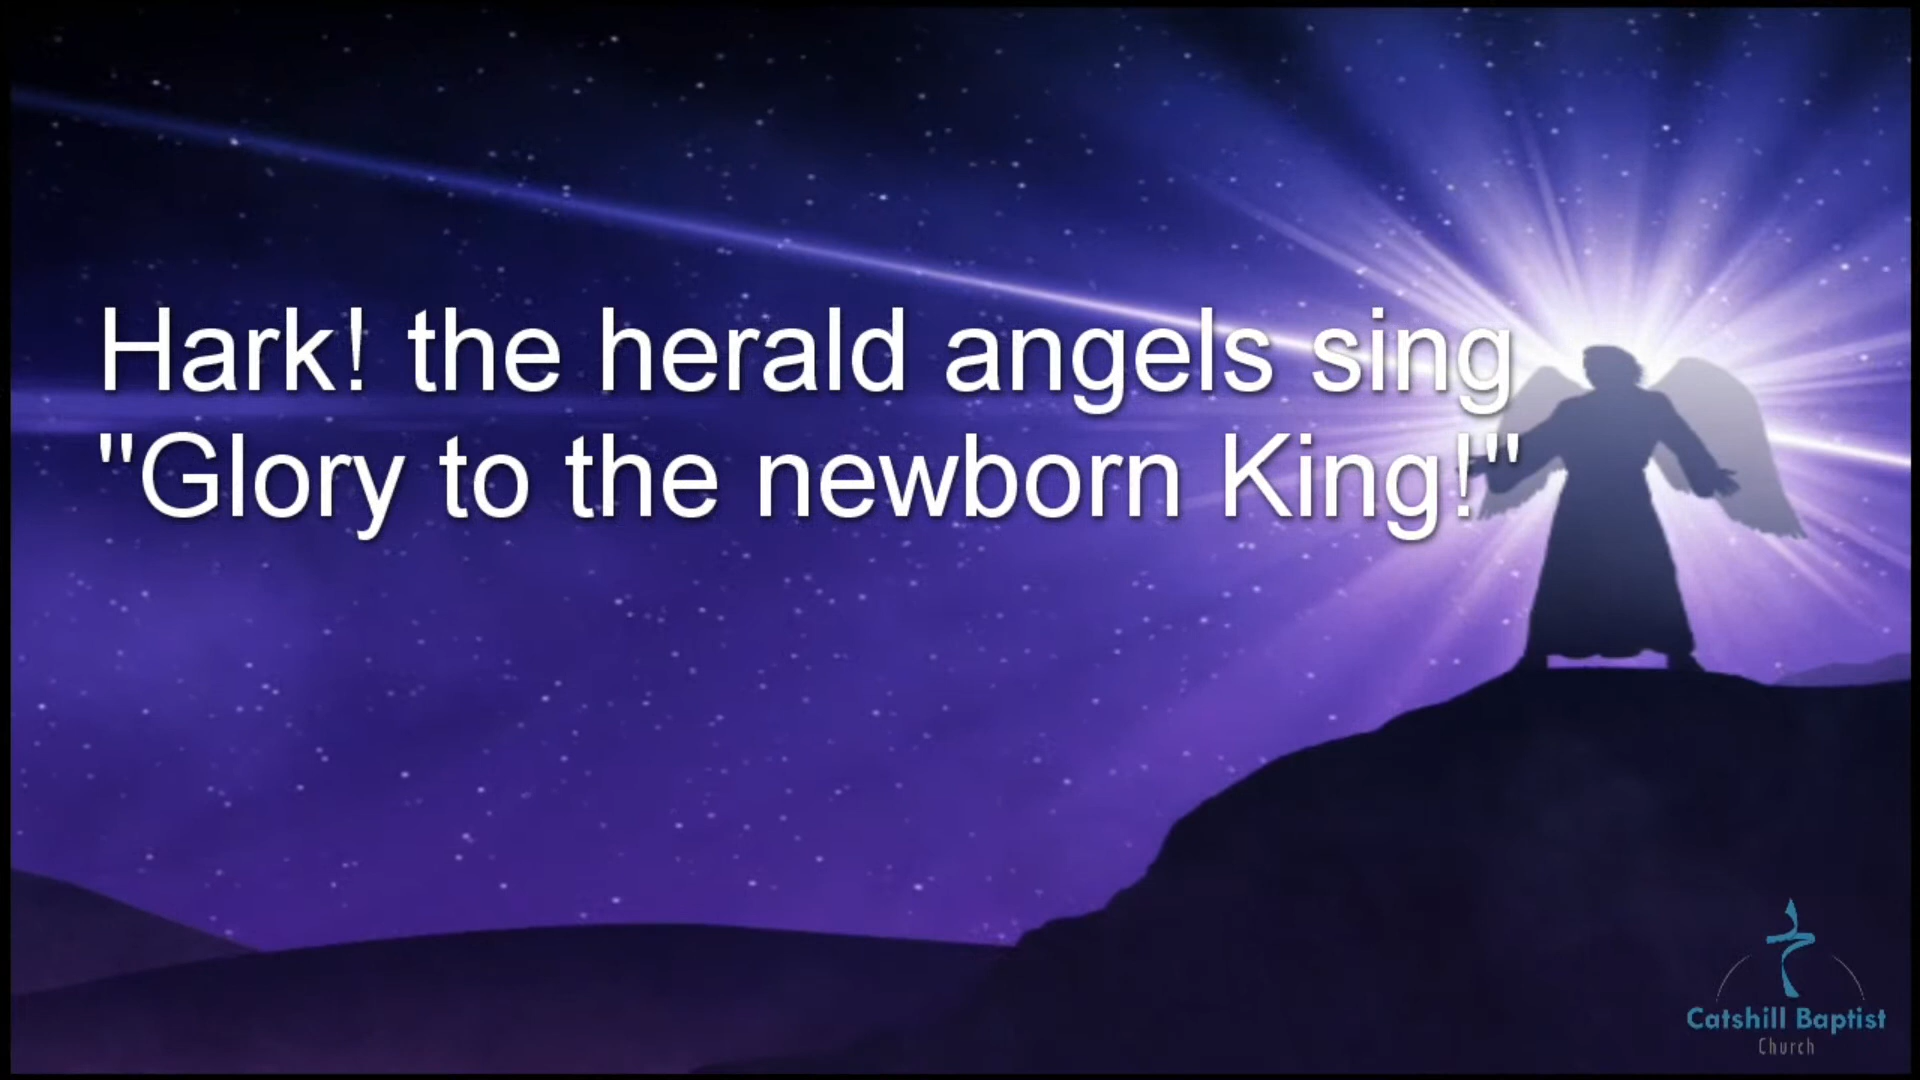 Hark! the herald angels sing
"Glory to the newborn King!"
Catshill Baptist
Church